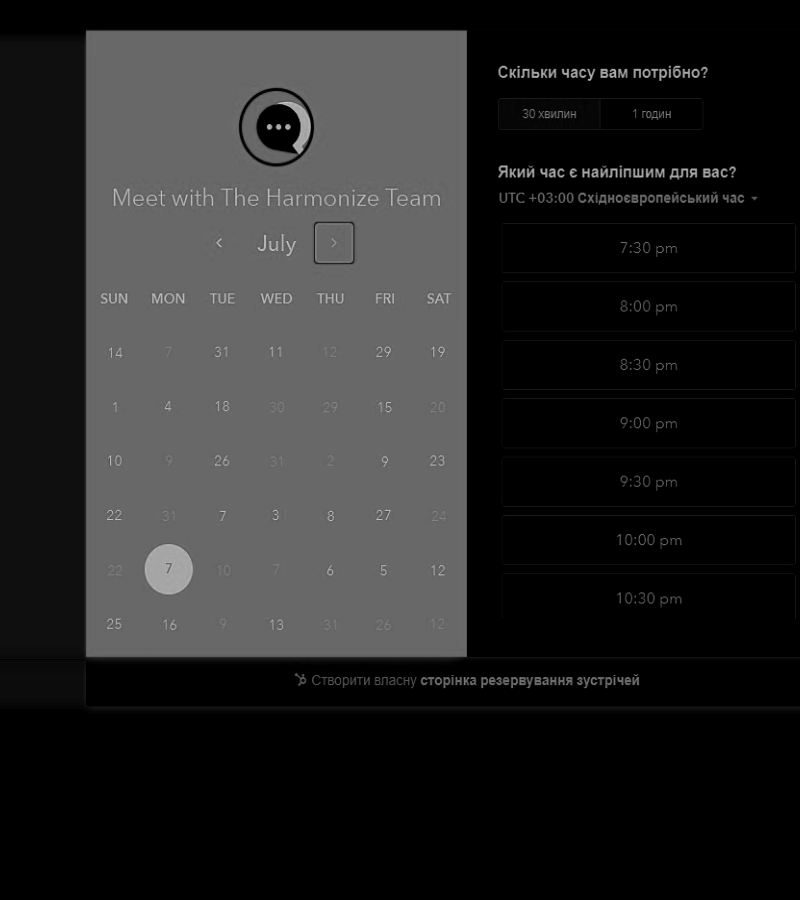 Meet with The Harmonize Team
July
SUN MON TUE WED THU FRI SAT
14 7 31 11 12 29 19
1 4 18 30 29 15 20
10 9 26 31 2 9 23
22 31 7 3 8 27 24
22 7 10 7 6 5 12
25 16 9 13 31 26 12
Скільки часу вам потрібно?
30 хвилин 1 годин
Який час є найліпшим для вас?
UTC +03:00 Східноєвропейський час
7:30 pm
8:00 pm
8:30 pm
9:00 pm
9:30 pm
10:00 pm
10:30 pm
Створити власну сторінка резервування зустрічей